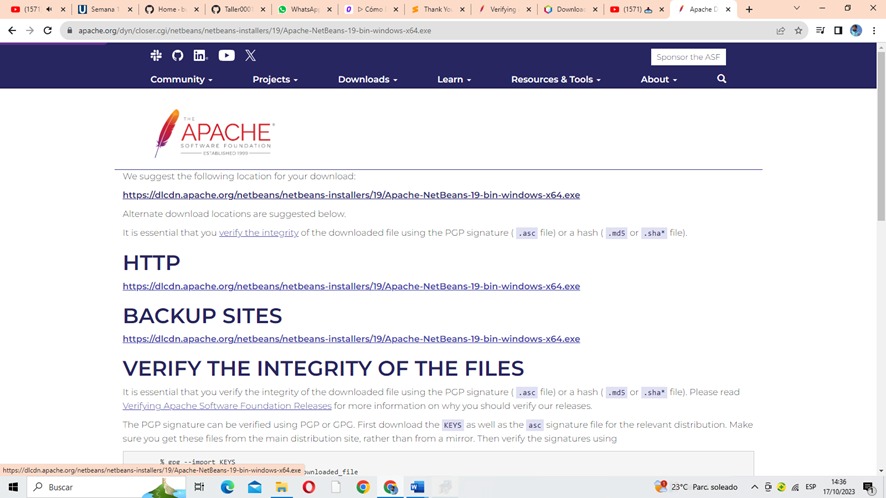 (1571)
Semana 1
Home - b
Taller000
WhatsApp
▷ Cómo
Thank You
Verifying
Download
(1571)
Apache D
apache.org/dyn/closer.cgi/netbeans/netbeans-installers/19/Apache-NetBeans-19-bin-windows-x64.exe
Sponsor the ASF
Community Projects Downloads Learn Resources & Tools About
THE
APACHE
SOFTWARE FOUNDATION
ESTABLISHED 1999
We suggest the following location for your download:
https://dlcdn.apache.org/netbeans/netbeans-installers/19/Apache-NetBeans-19-bin-windows-x64.exe
Alternate download locations are suggested below.
It is essential that you verify the integrity of the downloaded file using the PGP signature ( .asc file) or a hash ( .md5 or .sha* file).
HTTP
https://dlcdn.apache.org/netbeans/netbeans-installers/19/Apache-NetBeans-19-bin-windows-x64.exe
BACKUP SITES
https://dlcdn.apache.org/netbeans/netbeans-installers/19/Apache-NetBeans-19-bin-windows-x64.exe
VERIFY THE INTEGRITY OF THE FILES
It is essential that you verify the integrity of the downloaded file using the PGP signature ( .asc file) or a hash ( .md5 or .sha* file). Please read
Verifying Apache Software Foundation Releases for more information on why you should verify our releases.
The PGP signature can be verified using PGP or GPG. First download the KEYS as well as the asc signature file for the relevant distribution. Make
sure you get these files from the main distribution site, rather than from a mirror. Then verify the signatures using
% gpg --import KEYS
https://dlcdn.apache.org/netbeans/netbeans-installers/19/Apache-NetBeans-19-bin-windows-x64.exe
ownloaded_file
Buscar
23°C Parc. soleado
ESP
14:36
17/10/2023